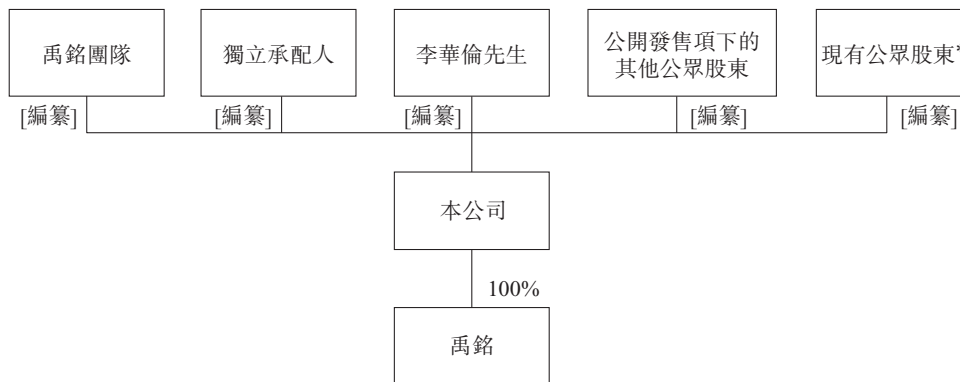 禹銘團隊
獨立承配人
李華倫先生
公開發售項下的
其他公眾股東
現有公眾股東
[編纂]
[編纂]
[編纂]
[編纂]
[編纂]
本公司
100%
禹銘